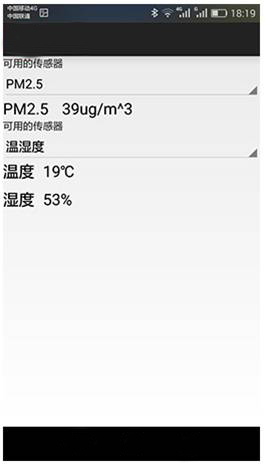 中国移动4G
中国联通
4G
G
18:19
可用的传感器
PM2.5
PM2.5 39ug/m^3
可用的传感器
温湿度
温度 19℃
湿度 53%